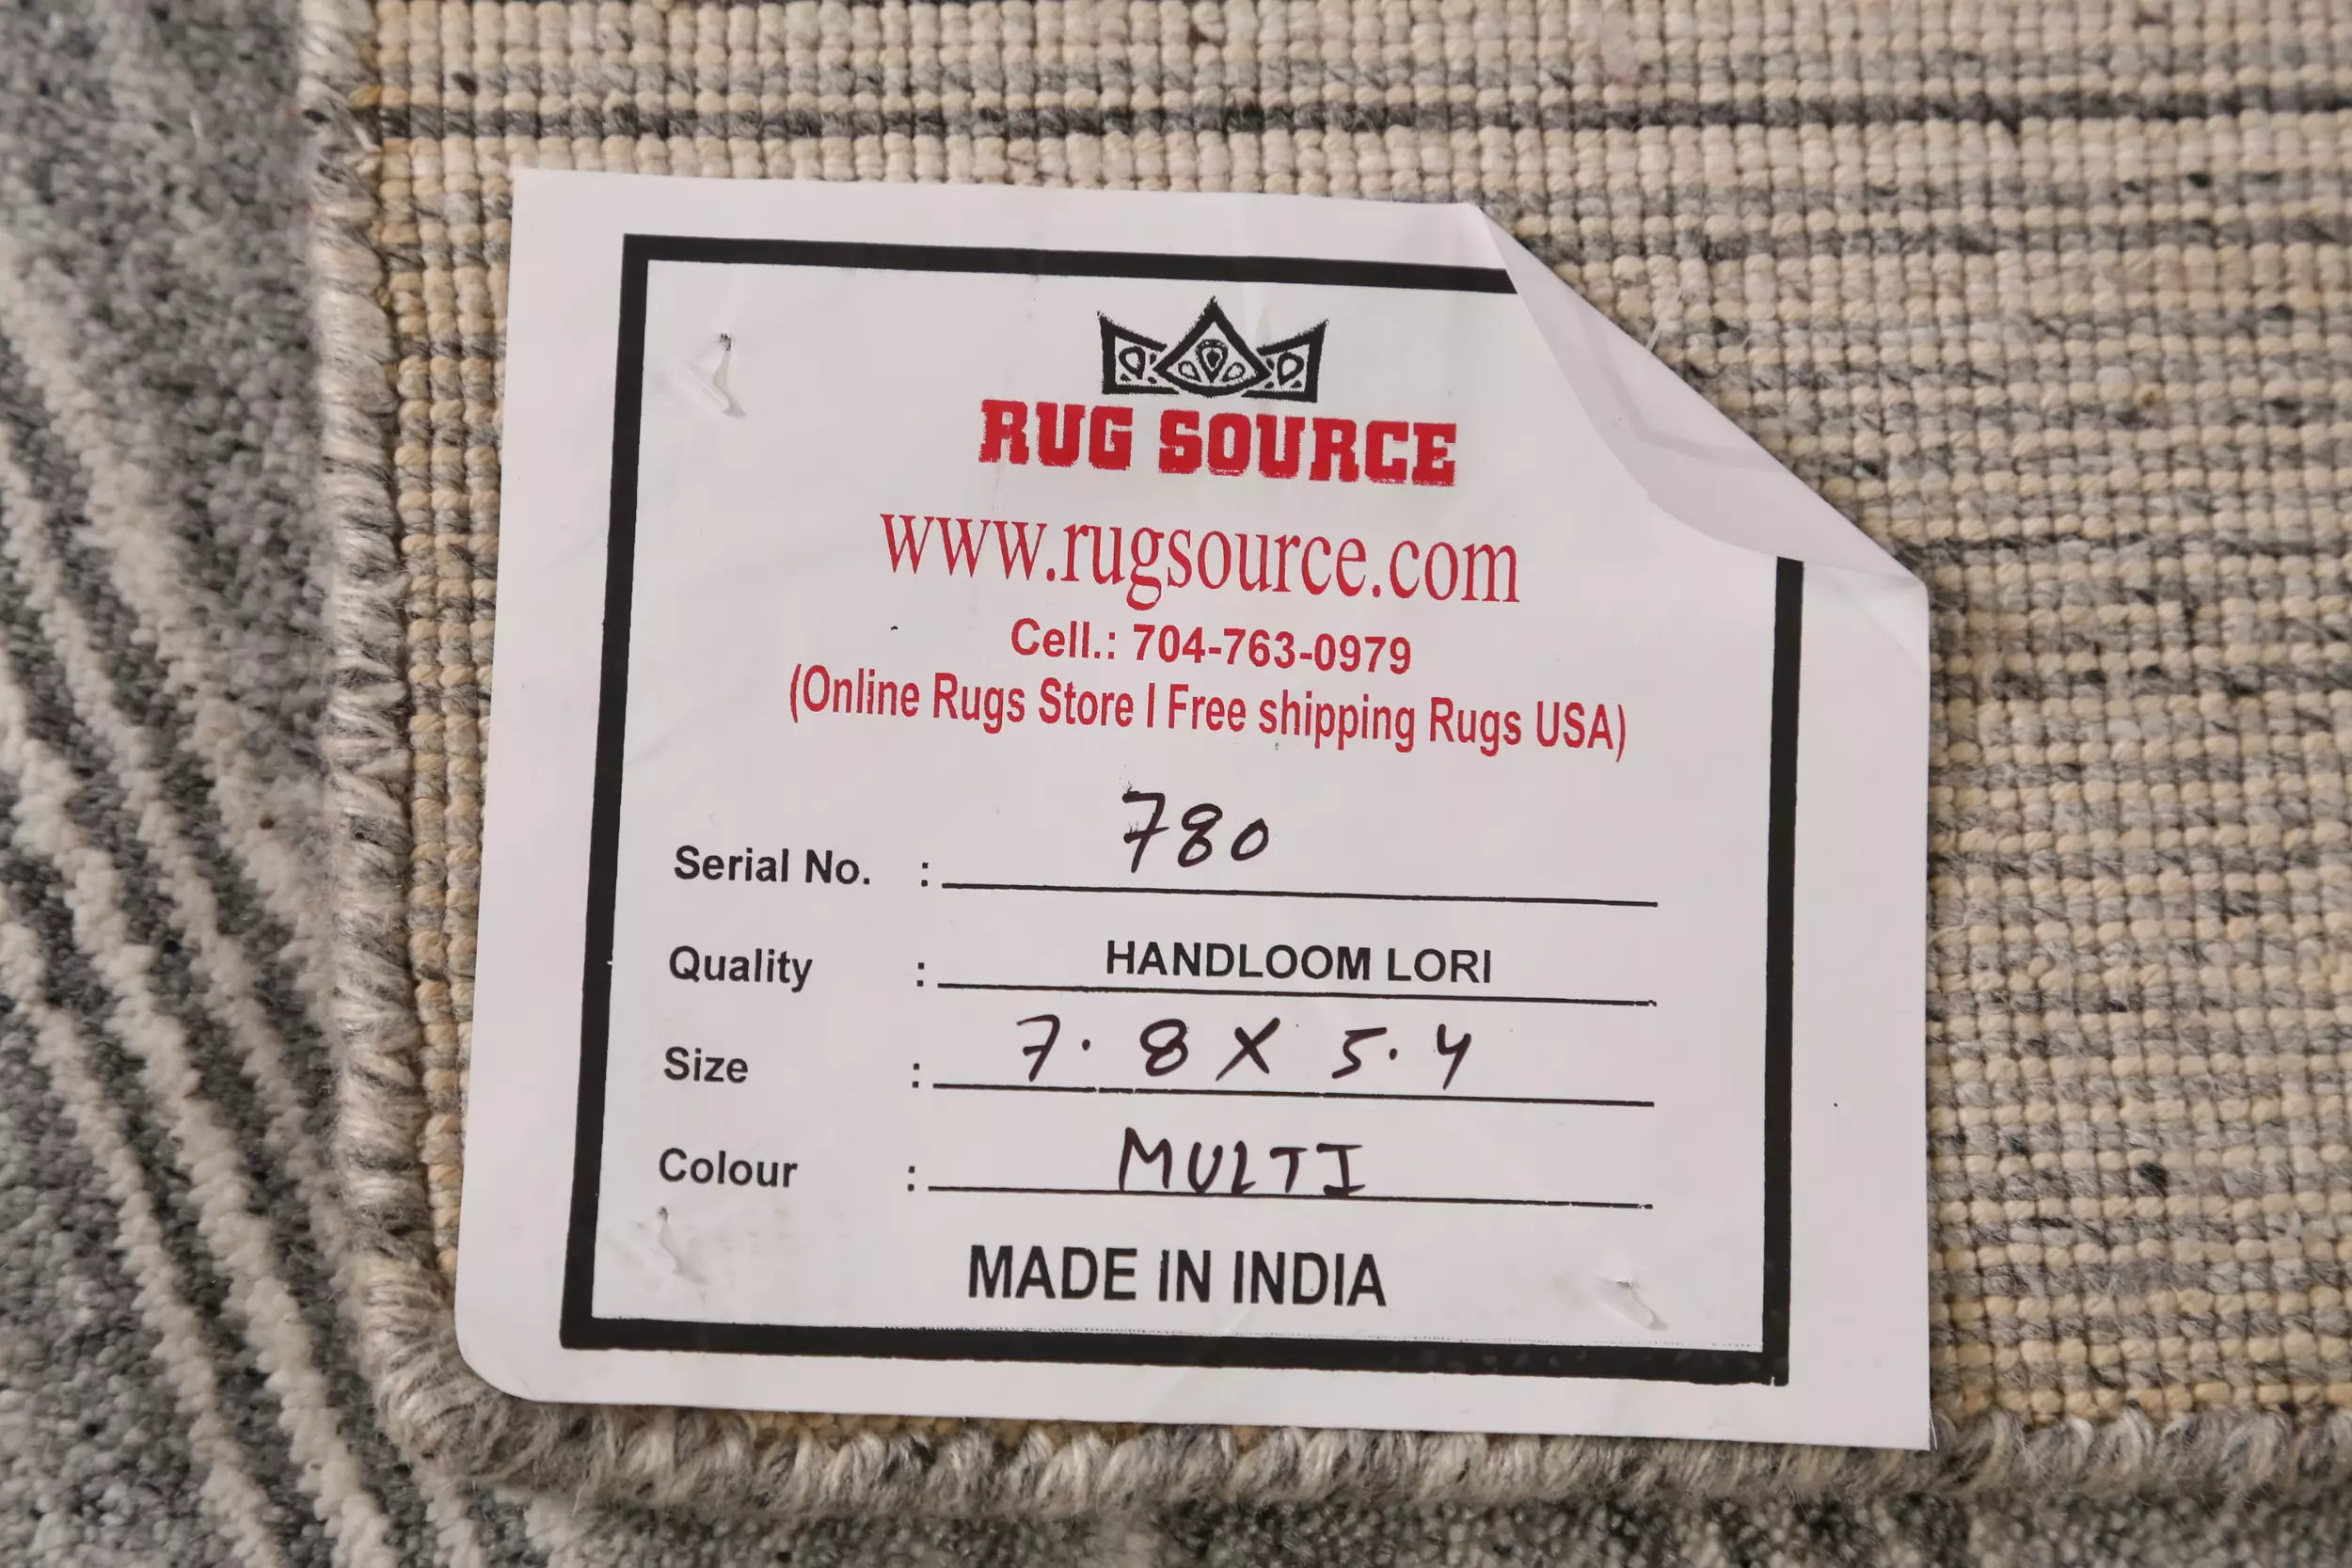 RUG SOURCE
www.rugsource.com
Cell.: 704-763-0979
(Online Rugs Store I Free shipping Rugs USA)
Serial No. : 780
Quality : HANDLOOM LORI
Size : 7.8 X 5.4
Colour : MULTI
MADE IN INDIA